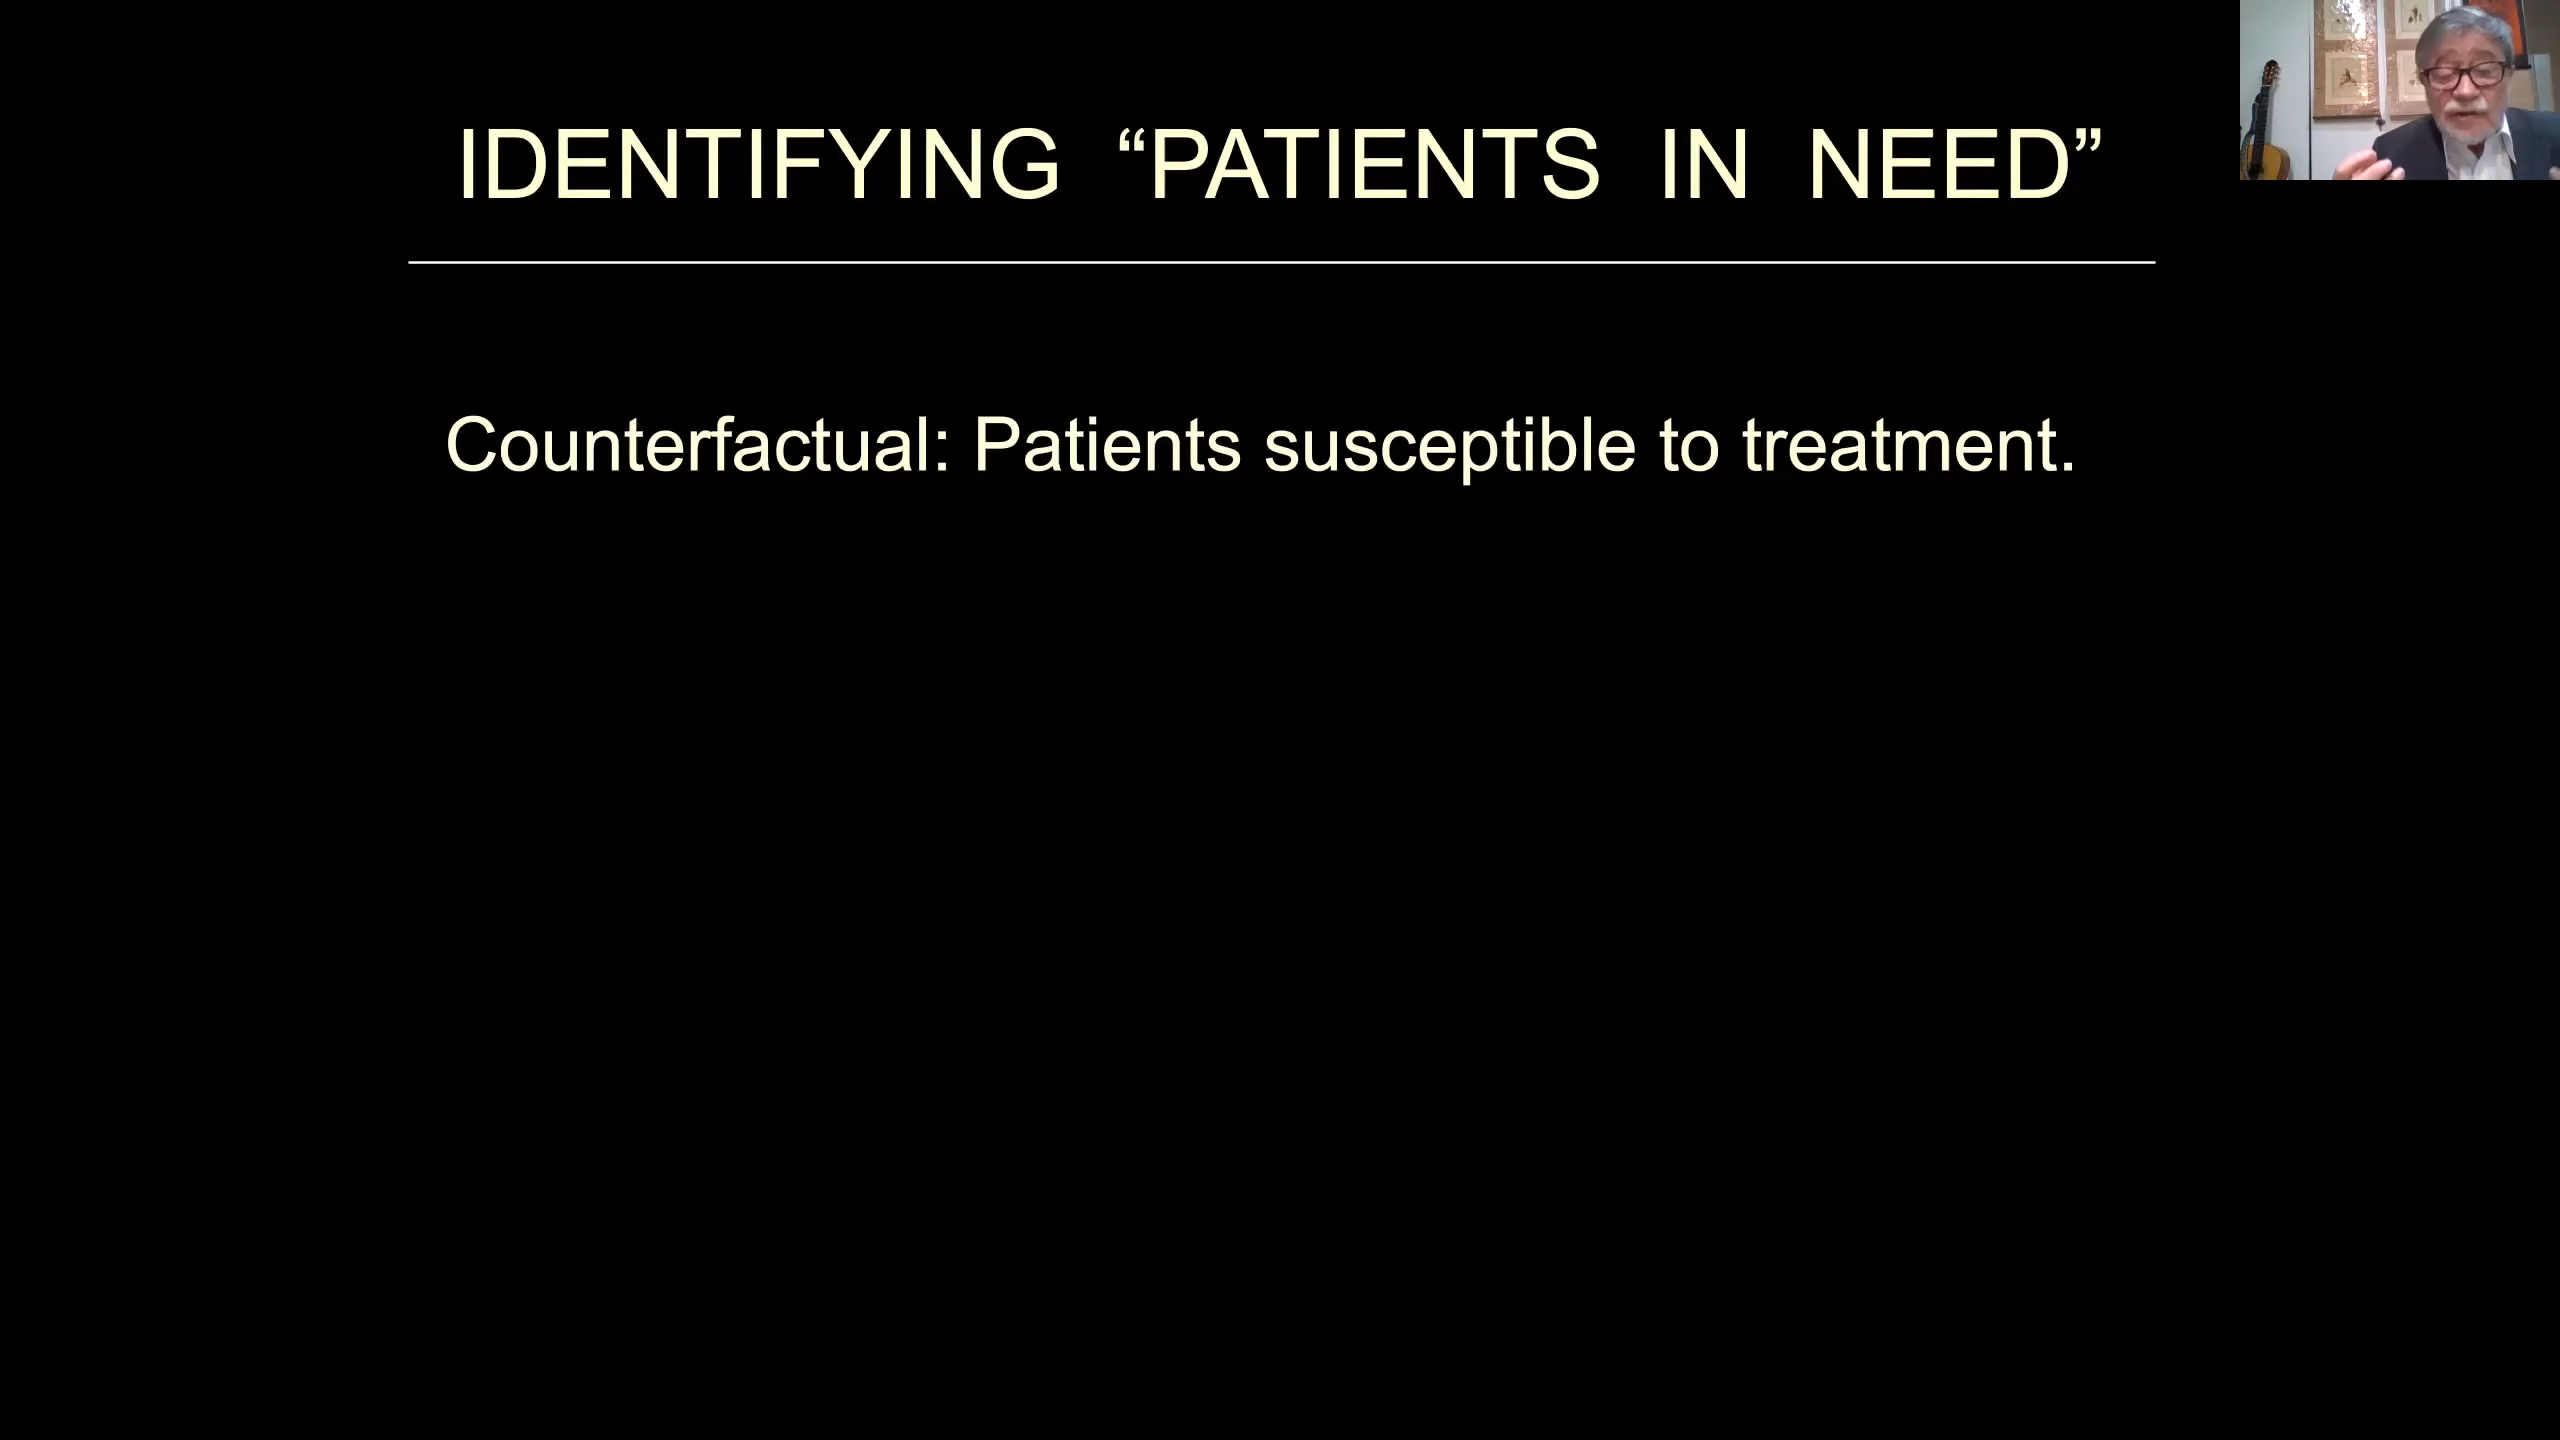 IDENTIFYING “PATIENTS IN NEED”
Counterfactual: Patients susceptible to treatment.